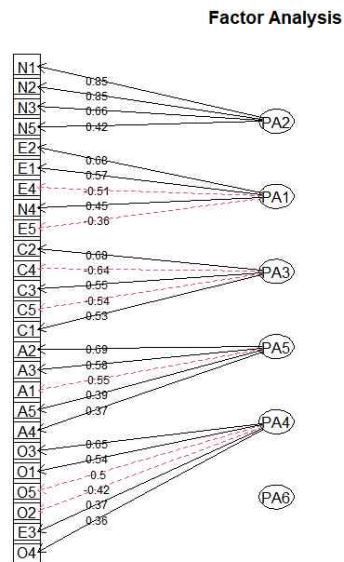 Factor Analysis
N1
N2
N3
N5
E2
E1
E4
N4
E5
C2
C4
C3
C5
C1
A2
A3
A1
A5
A4
O3
O1
O5
O2
E3
O4
0.85
0.85
0.66
0.42
0.68
0.57
-0.51
0.45
-0.36
0.68
-0.64
0.55
-0.54
0.53
0.69
0.58
-0.55
0.39
0.37
0.65
0.54
-0.5
-0.42
0.37
0.36
PA2
PA1
PA3
PA5
PA4
PA6